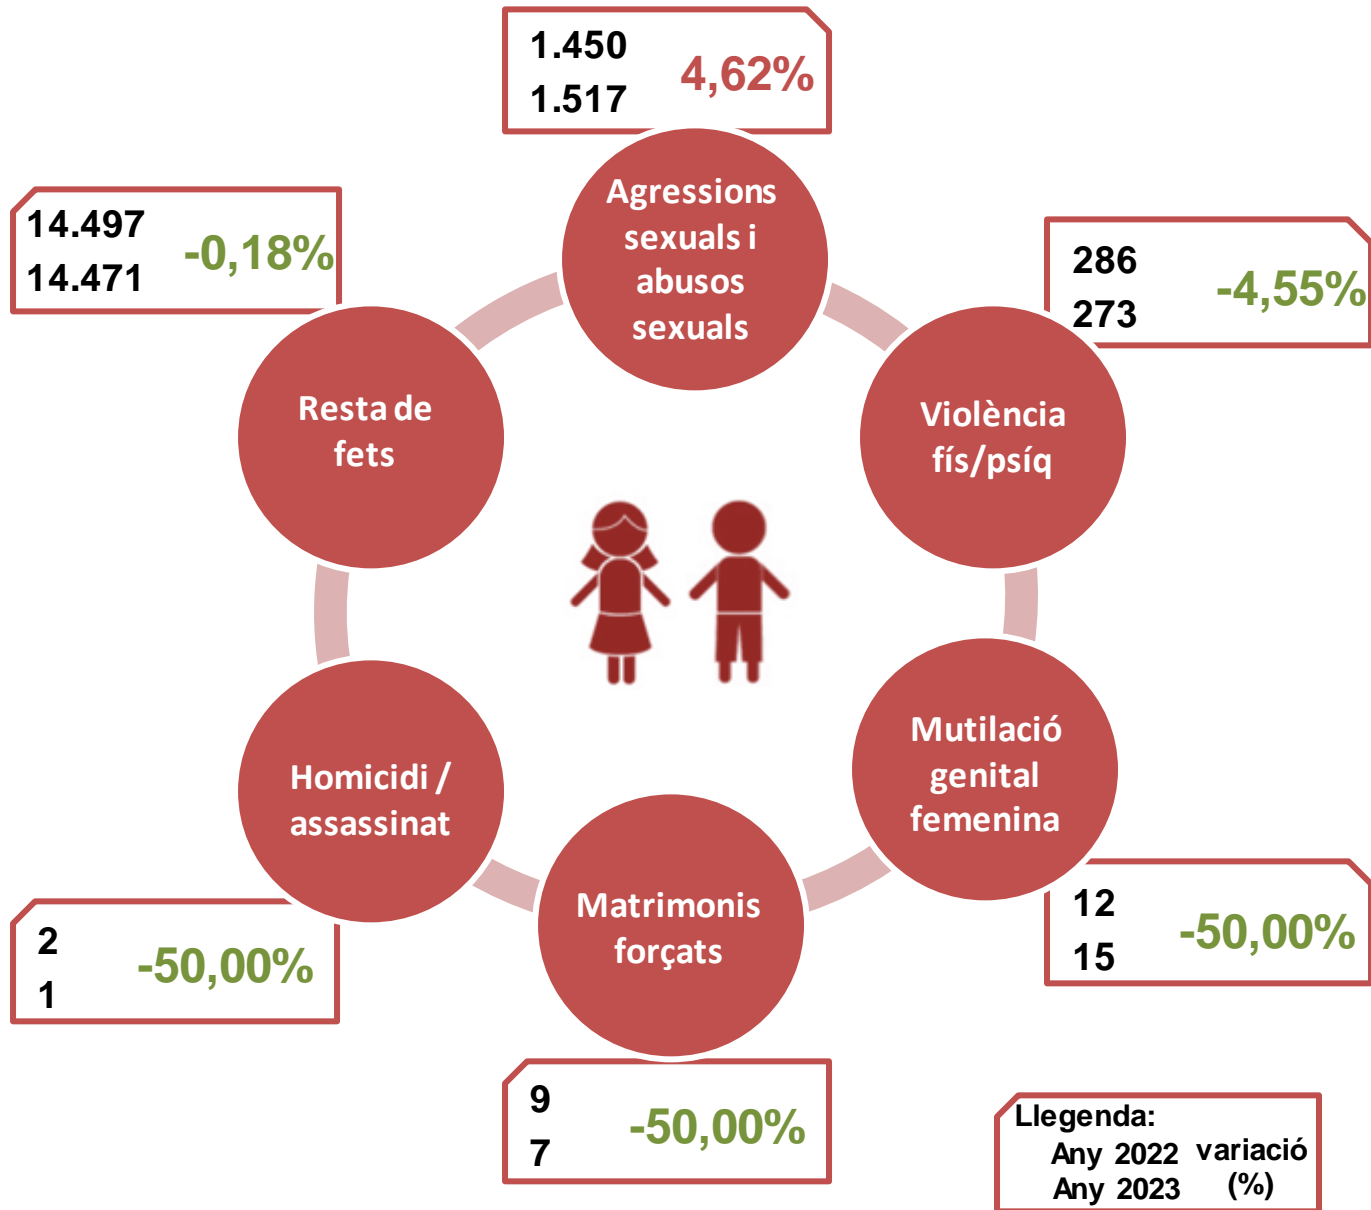 1.450
1.517
4,62%
Agressions
sexuals i
abusos
sexuals
14.497
14.471
-0,18%
Resta de
fets
286
273
-4,55%
Violència
fís/psíq
Mutilació
genital
femenina
12
15
-50,00%
Homicidi /
assassinat
2
1
-50,00%
Matrimonis
forçats
9
7
-50,00%
Llegenda:
Any 2022
Any 2023
variació
(%)